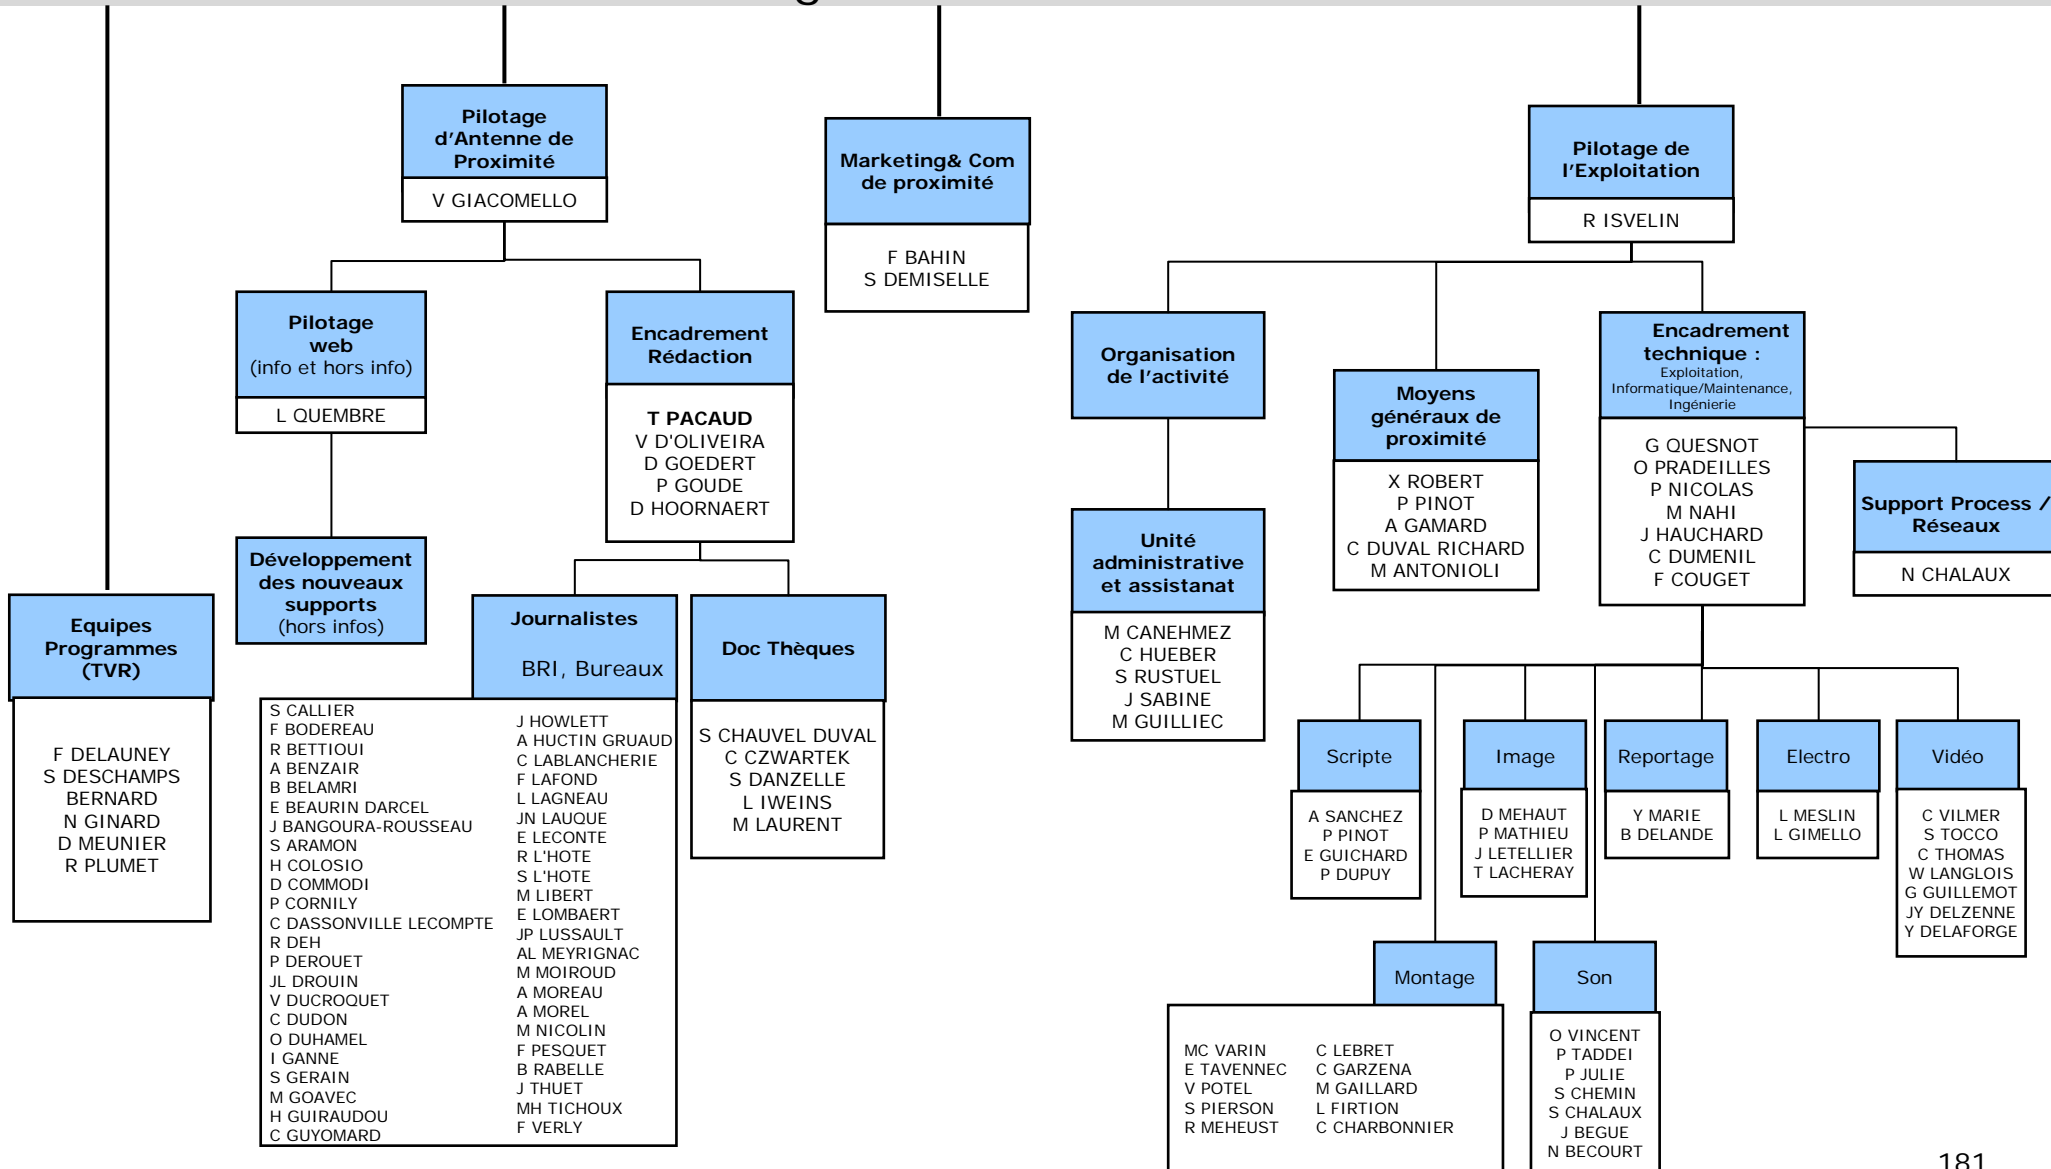 Pilotage
d'Antenne de
Proximité
V GIACOMELLO
Marketing& Com
de proximité
F BAHIN
S DEMISELLE
Pilotage de
l'Exploitation
R ISVELIN
Pilotage
web
(info et hors info)
L QUEMBRE
Encadrement
Rédaction
T PACAUD
V D'OLIVEIRA
D GOEDERT
P GOUDE
D HOORNAERT
Organisation
de l'activité
Moyens
généraux de
proximité
X ROBERT
P PINOT
A GAMARD
C DUVAL RICHARD
M ANTONIOLI
Encadrement
technique :
Exploitation,
Informatique/Maintenance,
Ingénierie
G QUESNOT
O PRADEILLES
P NICOLAS
M NAHI
J HAUCHARD
C DUMENIL
F COUGET
Support Process /
Réseaux
N CHALAUX
Unité
administrative
et assistanat
M CANEHMEZ
C HUEBER
S RUSTUEL
J SABINE
M GUILLIEC
Développement
des nouveaux
supports
(hors infos)
Equipes
Programmes
(TVR)
F DELAUNEY
S DESCHAMPS
BERNARD
N GINARD
D MEUNIER
R PLUMET
Journalistes
BRI, Bureaux
S CALLIER
F BODEREAU
R BETTIOUI
A BENZAIR
B BELAMRI
E BEAURIN DARCEL
J BANGOURA-ROUSSEAU
S ARAMON
H COLOSIO
D COMMODI
P CORNILY
C DASSONVILLE LECOMPTE
R DEH
P DEROUET
JL DROUIN
V DUCROQUET
C DUDON
O DUHAMEL
I GANNE
S GERAIN
M GOAVEC
H GUIRAUDOU
C GUYOMARD
J HOWLETT
A HUCTIN GRUAUD
C LABLANCHERIE
F LAFOND
L LAGNEAU
JN LAUQUE
E LECONTE
R L'HOTE
S L'HOTE
M LIBERT
E LOMBAERT
JP LUSSAULT
AL MEYRIGNAC
M MOIROUD
A MOREAU
A MOREL
M NICOLIN
F PESQUET
B RABELLE
J THUET
MH TICHOUX
F VERLY
Doc Thèques
S CHAUVEL DUVAL
C CZWARTEK
S DANZELLE
L IWEINS
M LAURENT
Scripte
A SANCHEZ
P PINOT
E GUICHARD
P DUPUY
Image
D MEHAUT
P MATHIEU
J LETELLIER
T LACHERAY
Reportage
Y MARIE
B DELANDE
Electro
L MESLIN
L GIMELLO
Vidéo
C VILMER
S TOCCO
C THOMAS
W LANGLOIS
G GUILLEMOT
JY DELZENNE
Y DELAFORGE
Montage
MC VARIN
E TAVENNEC
V POTEL
S PIERSON
R MEHEUST
C LEBRET
C GARZENA
M GAILLARD
L FIRTION
C CHARBONNIER
Son
O VINCENT
P TADDEI
P JULIE
S CHEMIN
S CHALAUX
J BEGUE
N BECOURT
181